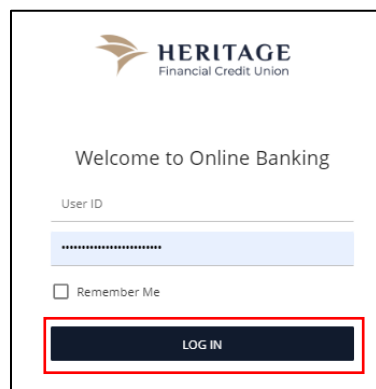 HERITAGE
Financial Credit Union
Welcome to Online Banking
User ID
••••••••••••••••••••••••
Remember Me
LOG IN